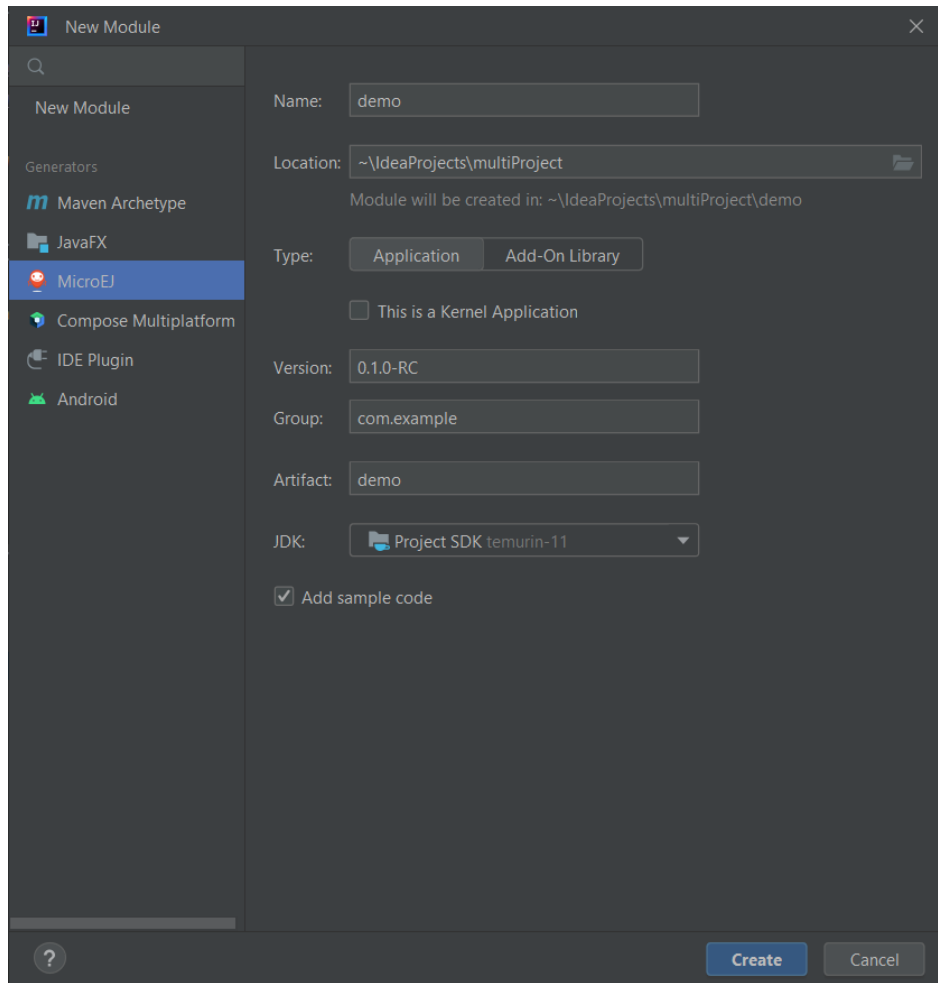 New Module
New Module
Generators
Maven Archetype
JavaFX
MicroEJ
Compose Multiplatform
IDE Plugin
Android
Name: demo
Location: ~\IdeaProjects\multiProject
Module will be created in: ~\IdeaProjects\multiProject\demo
Type: Application Add-On Library
This is a Kernel Application
Version: 0.1.0-RC
Group: com.example
Artifact: demo
JDK: Project SDK temurin-11
Add sample code
? Create Cancel